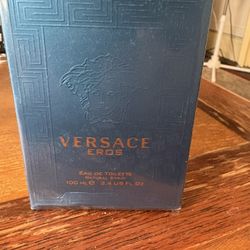 VERSACE
EROS
EAU DE TOILETTE
NATURAL SPRAY
100 ML ℮ 3.4 US FL OZ